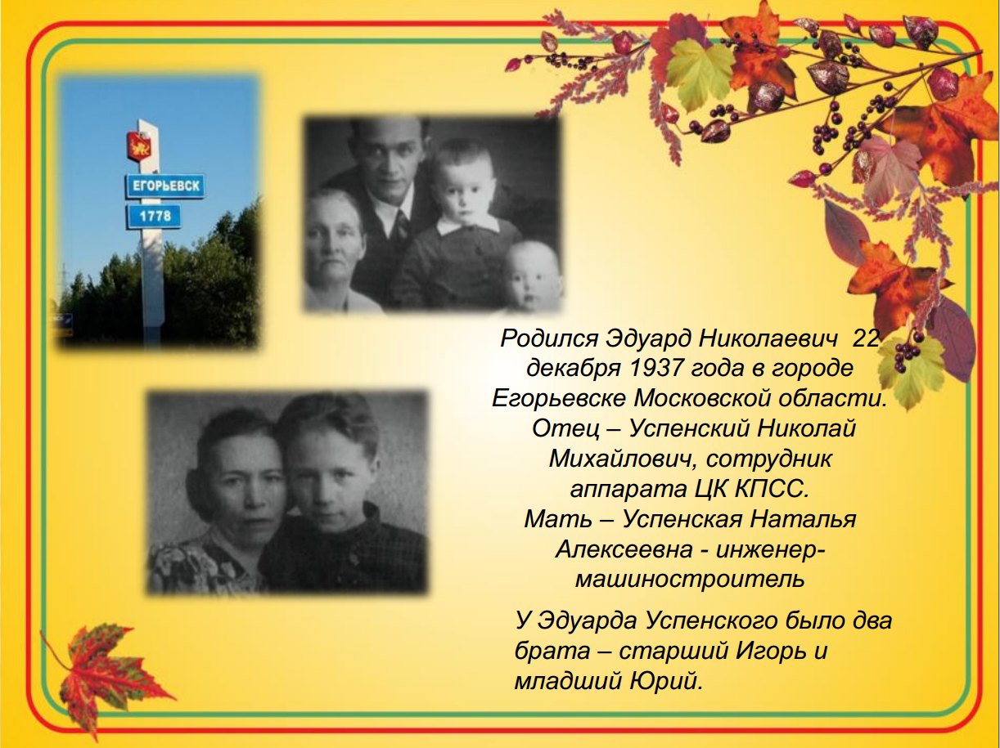 ЕГОРЬЕВСК
1778
Родился Эдуард Николаевич 22
декабря 1937 года в городе
Егорьевске Московской области.
Отец – Успенский Николай
Михайлович, сотрудник
аппарата ЦК КПСС.
Мать – Успенская Наталья
Алексеевна - инженер-
машиностроитель
У Эдуарда Успенского было два
брата – старший Игорь и
младший Юрий.